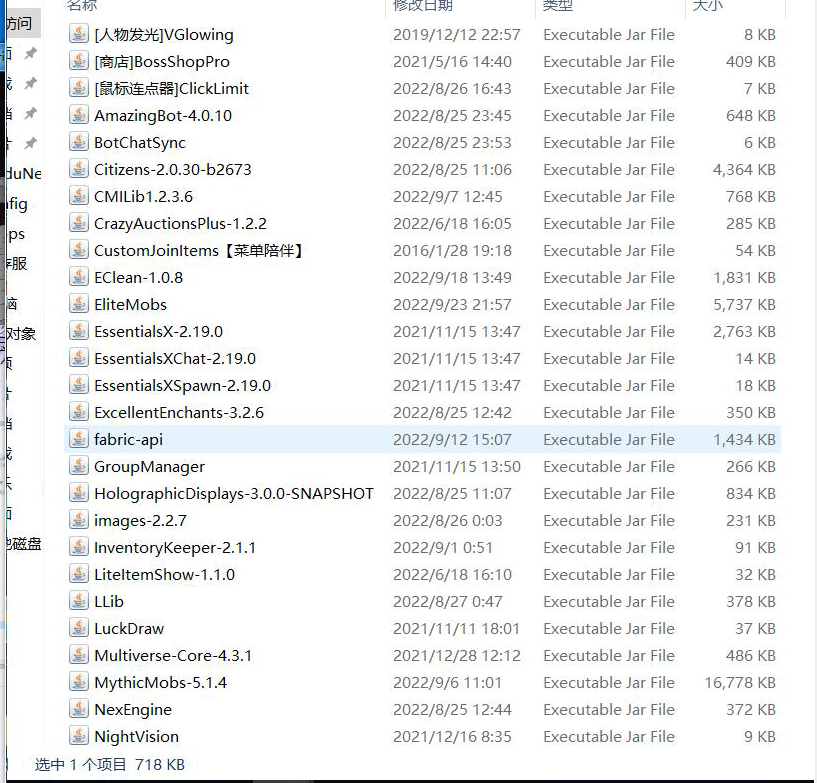 名称 修改日期 类型 大小
[人物发光]VGlowing 2019/12/12 22:57 Executable Jar File 8 KB
[商店]BossShopPro 2021/5/16 14:40 Executable Jar File 409 KB
[鼠标连点器]ClickLimit 2022/8/26 16:43 Executable Jar File 7 KB
AmazingBot-4.0.10 2022/8/25 23:45 Executable Jar File 648 KB
BotChatSync 2022/8/25 23:53 Executable Jar File 6 KB
Citizens-2.0.30-b2673 2022/8/25 11:06 Executable Jar File 4,364 KB
CMILib1.2.3.6 2022/9/7 12:45 Executable Jar File 768 KB
CrazyAuctionsPlus-1.2.2 2022/6/18 16:05 Executable Jar File 285 KB
CustomJoinItems【菜单陪伴】 2016/1/28 19:18 Executable Jar File 54 KB
EClean-1.0.8 2022/9/18 13:49 Executable Jar File 1,831 KB
EliteMobs 2022/9/23 21:57 Executable Jar File 5,737 KB
EssentialsX-2.19.0 2021/11/15 13:47 Executable Jar File 2,763 KB
EssentialsXChat-2.19.0 2021/11/15 13:47 Executable Jar File 14 KB
EssentialsXSpawn-2.19.0 2021/11/15 13:47 Executable Jar File 18 KB
ExcellentEnchants-3.2.6 2022/8/25 12:42 Executable Jar File 350 KB
fabric-api 2022/9/12 15:07 Executable Jar File 1,434 KB
GroupManager 2021/11/15 13:50 Executable Jar File 266 KB
HolographicDisplays-3.0.0-SNAPSHOT 2022/8/25 11:07 Executable Jar File 834 KB
images-2.2.7 2022/8/26 0:03 Executable Jar File 231 KB
InventoryKeeper-2.1.1 2022/9/1 0:51 Executable Jar File 91 KB
LiteItemShow-1.1.0 2022/6/18 16:10 Executable Jar File 32 KB
LLib 2022/8/27 0:47 Executable Jar File 378 KB
LuckDraw 2021/11/11 18:01 Executable Jar File 37 KB
Multiverse-Core-4.3.1 2021/12/28 12:12 Executable Jar File 486 KB
MythicMobs-5.1.4 2022/9/6 11:01 Executable Jar File 16,778 KB
NexEngine 2022/8/25 12:44 Executable Jar File 372 KB
NightVision 2021/12/16 8:35 Executable Jar File 9 KB
选中 1 个项目 718 KB